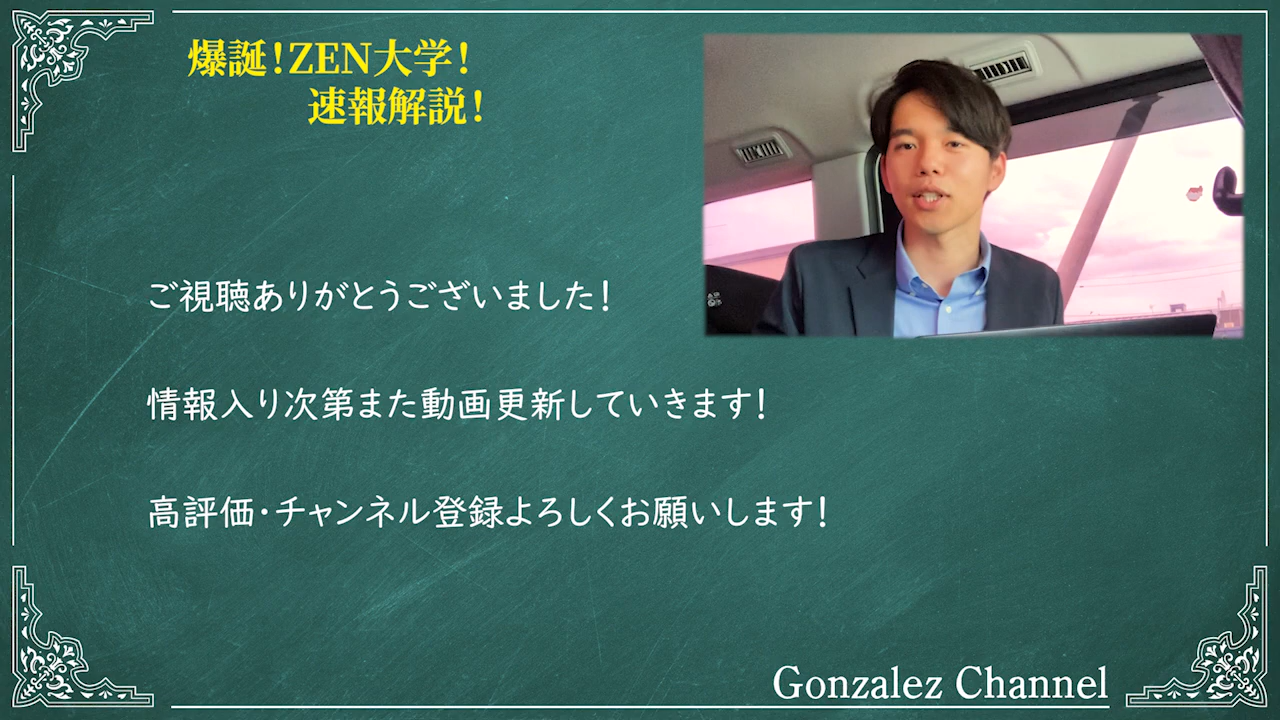 爆誕!ZEN大学!
速報解説!
ご視聴ありがとうございました!
情報入り次第また動画更新していきます!
高評価・チャンネル登録よろしくお願いします!
Gonzalez Channel